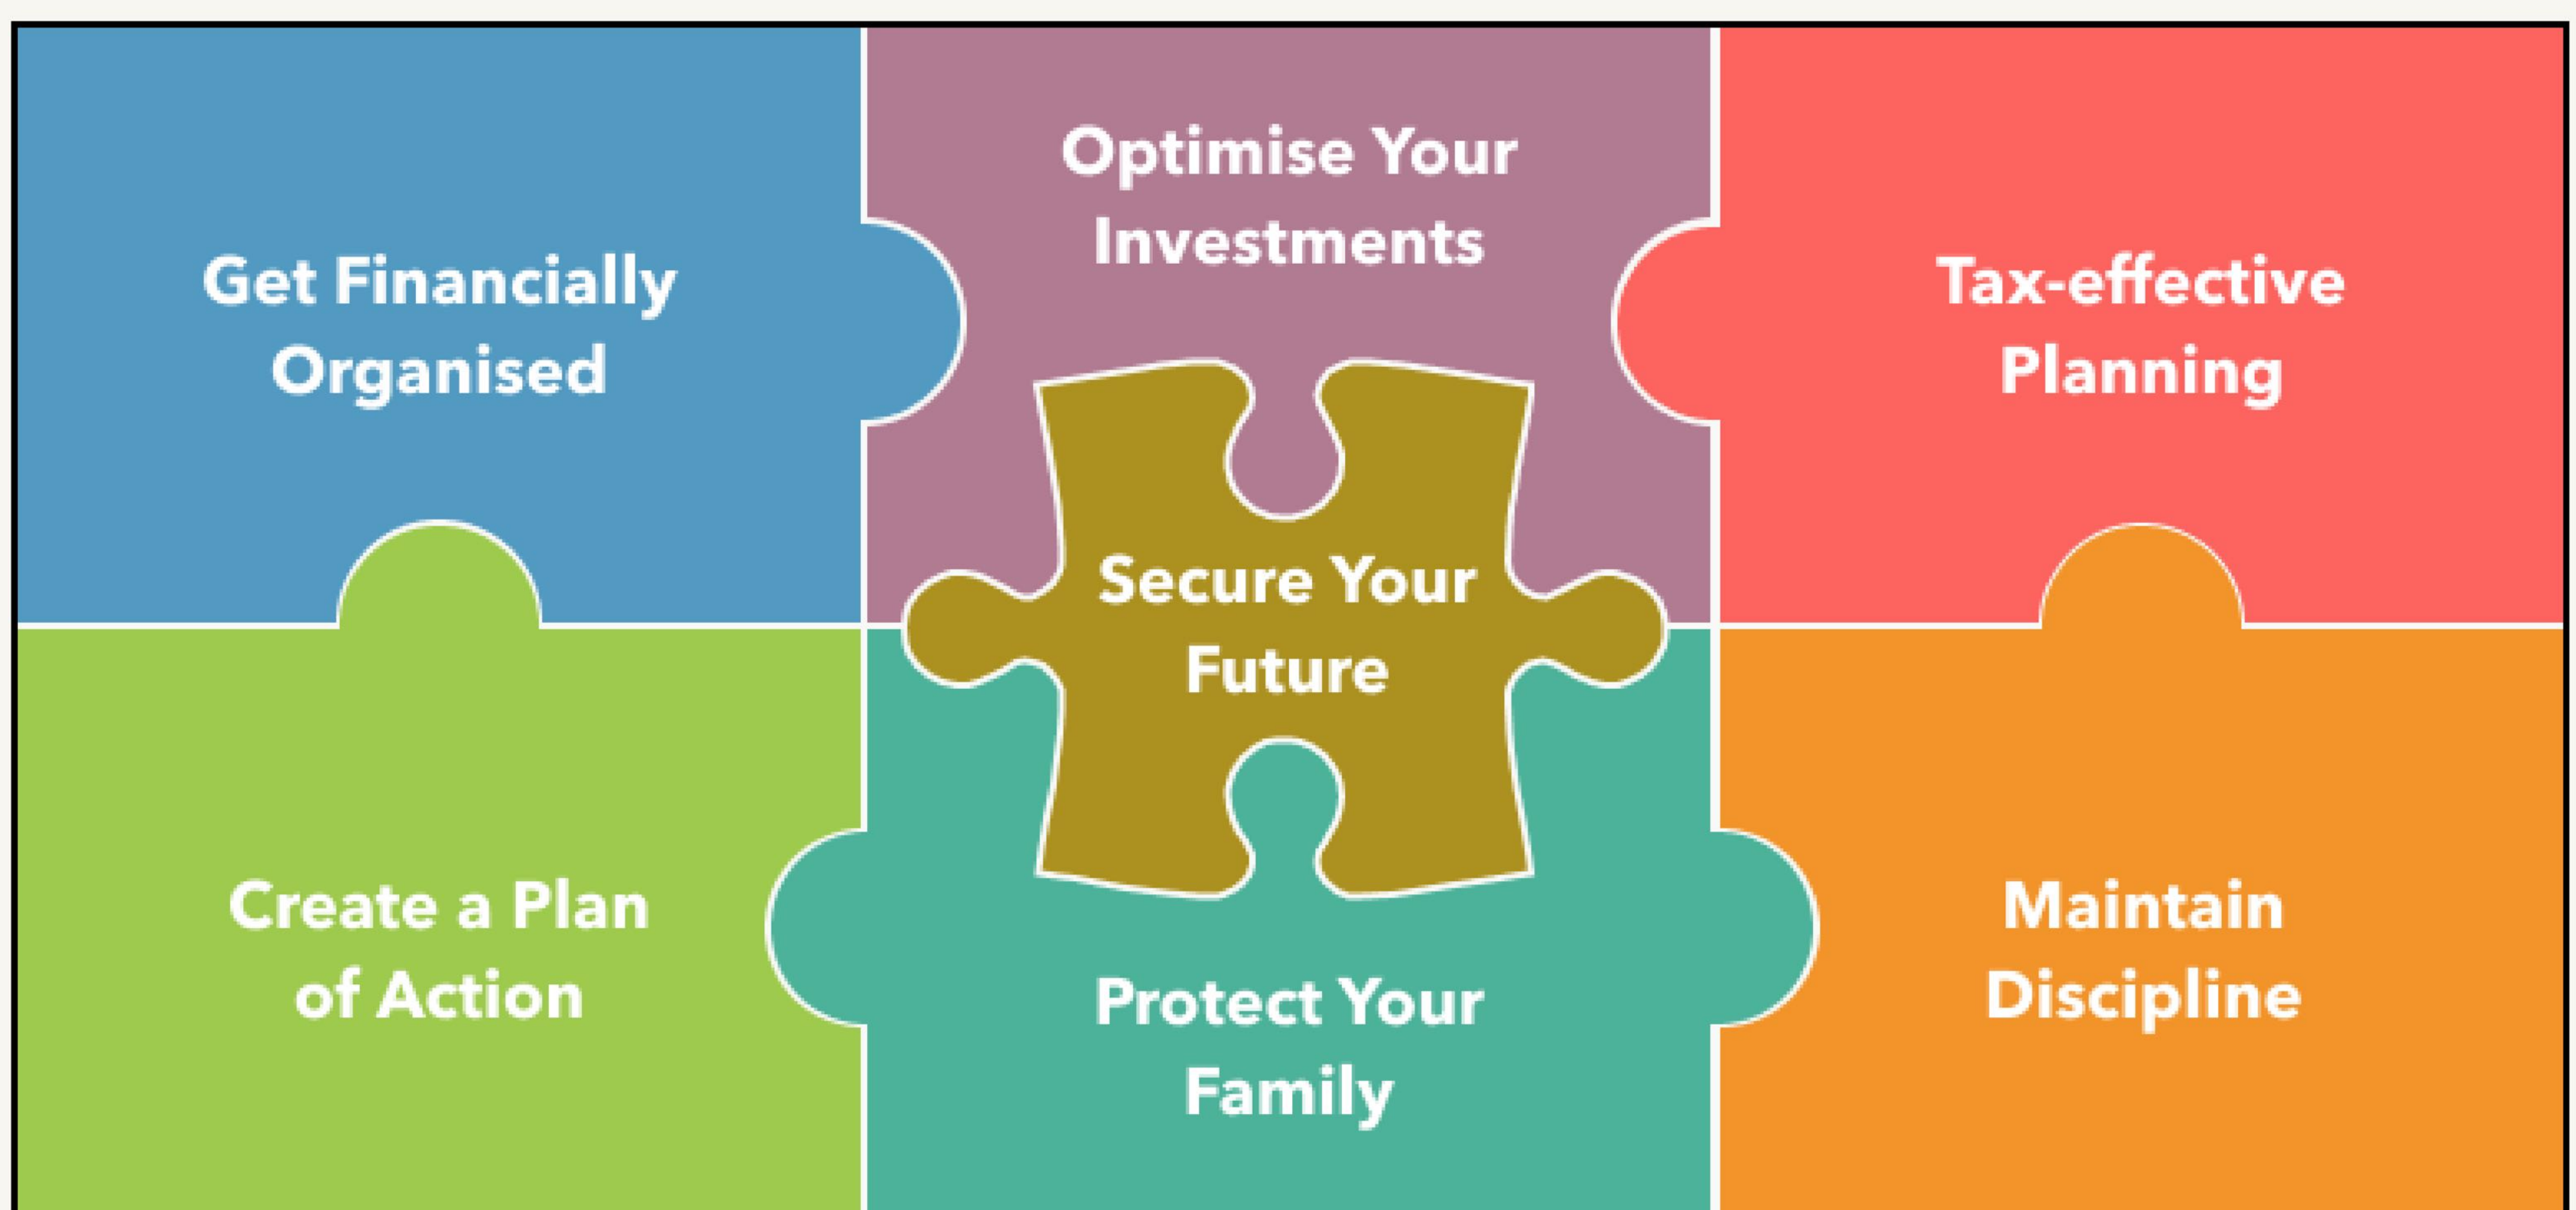 Get Financially
Organised
Optimise Your
Investments
Tax-effective
Planning
Secure Your
Future
Create a Plan
of Action
Protect Your
Family
Maintain
Discipline